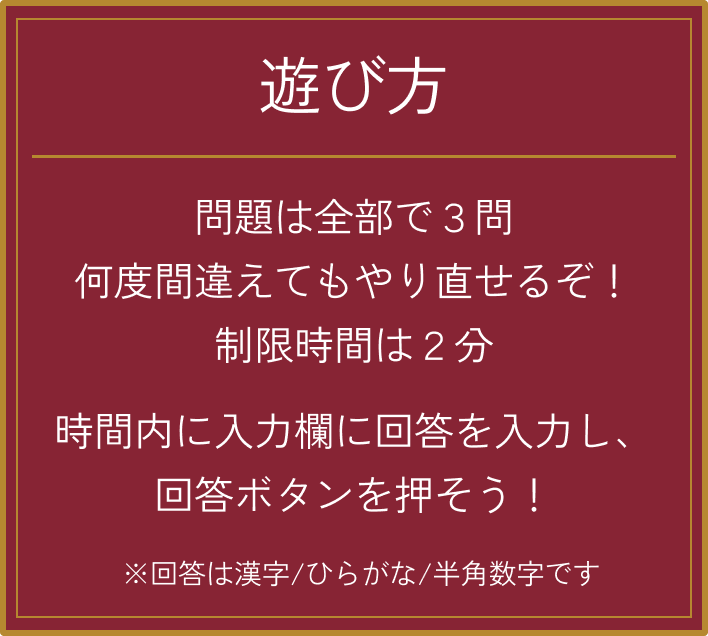 遊び方
問題は全部で３問
何度間違えてもやり直せるぞ！
制限時間は２分
時間内に入力欄に回答を入力し、
回答ボタンを押そう！
※回答は漢字/ひらがな/半角数字です